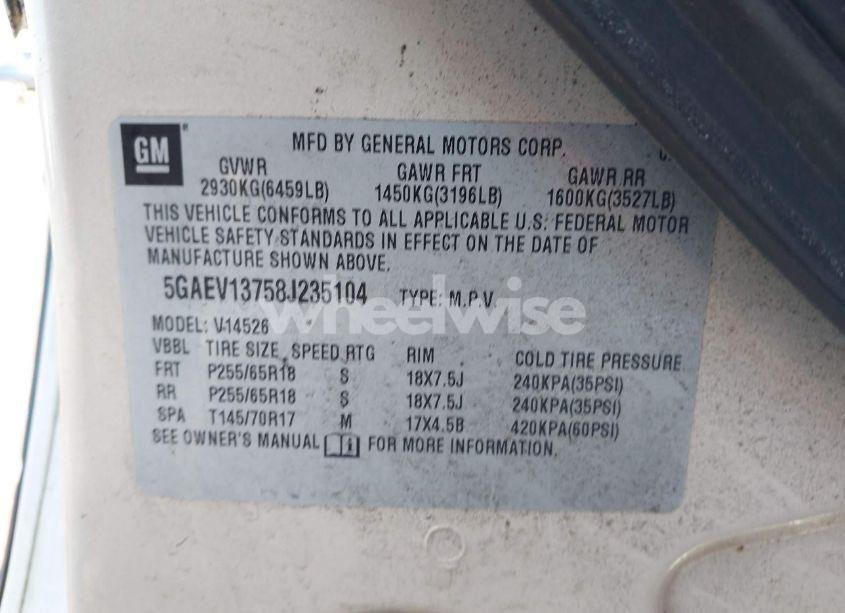 GM ®
MFD BY GENERAL MOTORS CORP.
GVWR GAWR FRT GAWR RR
2930KG(6459LB) 1450KG(3196LB) 1600KG(3527LB)
THIS VEHICLE CONFORMS TO ALL APPLICABLE U.S. FEDERAL MOTOR
VEHICLE SAFETY STANDARDS IN EFFECT ON THE DATE OF
MANUFACTURE SHOWN ABOVE.
5GAEV13758J235104 TYPE: M.P.V.
wheelwise
MODEL: V14526
VBBL TIRE SIZE SPEED RTG RIM COLD TIRE PRESSURE
FRT P255/65R18 S 18X7.5J 240KPA(35PSI)
RR P255/65R18 S 18X7.5J 240KPA(35PSI)
SPA T145/70R17 M 17X4.5B 420KPA(60PSI)
SEE OWNER'S MANUAL FOR MORE INFORMATION.